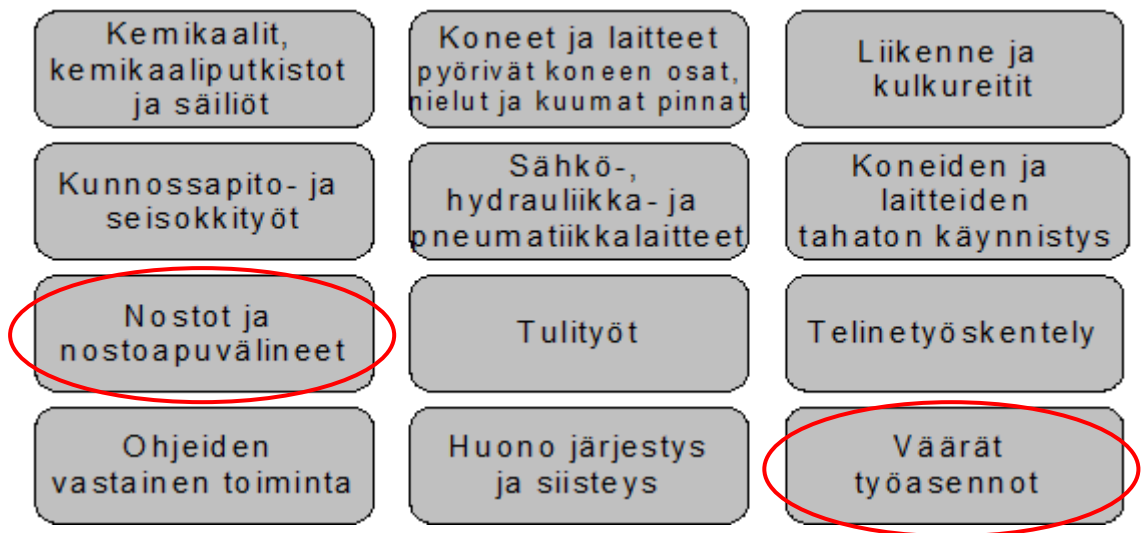 Kemikaalit,
kemikaaliputkistot
ja säiliöt
Koneet ja laitteet
pyörivät koneen osat,
nielut ja kuumat pinnat
Liikenne ja
kulkureitit
Kunnossapito- ja
seisokkityöt
Sähkö-,
hydrauliikka- ja
pneumatiikkalaitteet
Koneiden ja
laitteiden
tahaton käynnistys
Nostot ja
nostoapuvälineet
Tulityöt
Telinetyöskentely
Ohjeiden
vastainen toiminta
Huono järjestys
ja siisteys
Väärät
työasennot